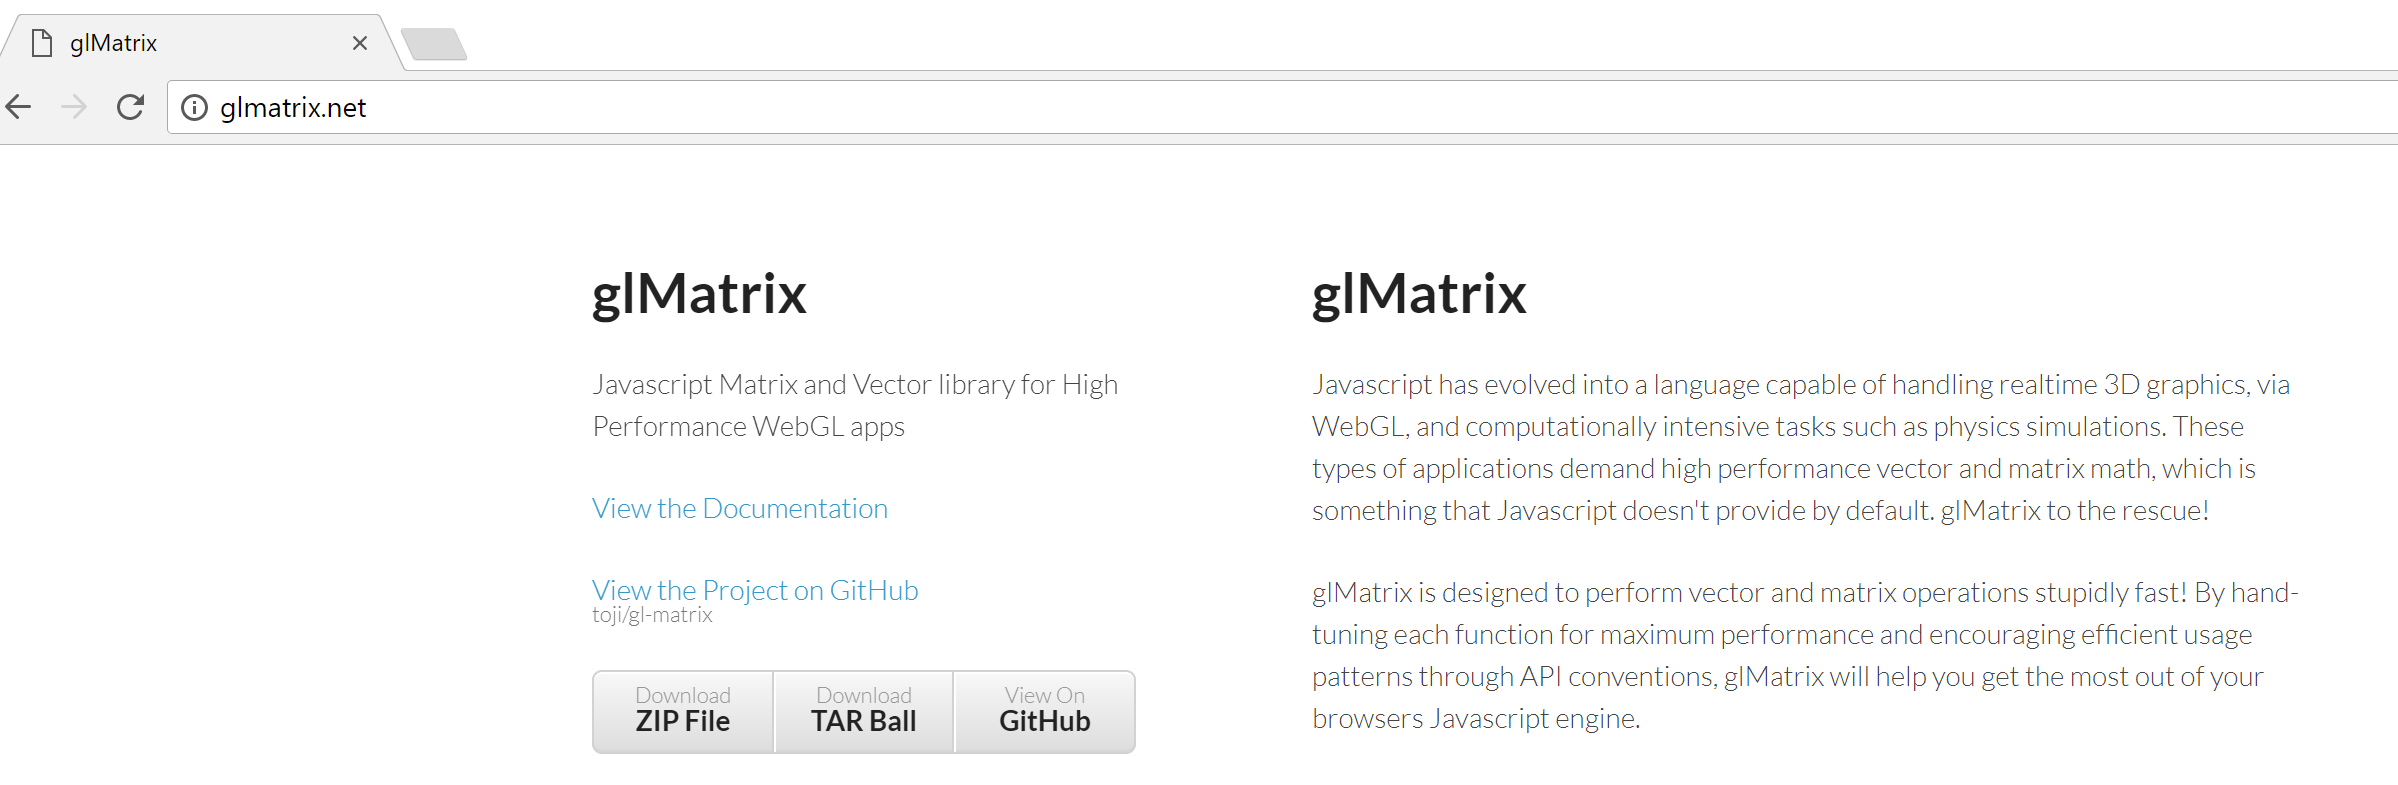 glMatrix
glmatrix.net
glMatrix
Javascript Matrix and Vector library for High
Performance WebGL apps
View the Documentation
View the Project on GitHub
toji/gl-matrix
Download
ZIP File
Download
TAR Ball
View On
GitHub
glMatrix
Javascript has evolved into a language capable of handling realtime 3D graphics, via
WebGL, and computationally intensive tasks such as physics simulations. These
types of applications demand high performance vector and matrix math, which is
something that Javascript doesn't provide by default. glMatrix to the rescue!
glMatrix is designed to perform vector and matrix operations stupidly fast! By hand-
tuning each function for maximum performance and encouraging efficient usage
patterns through API conventions, glMatrix will help you get the most out of your
browsers Javascript engine.